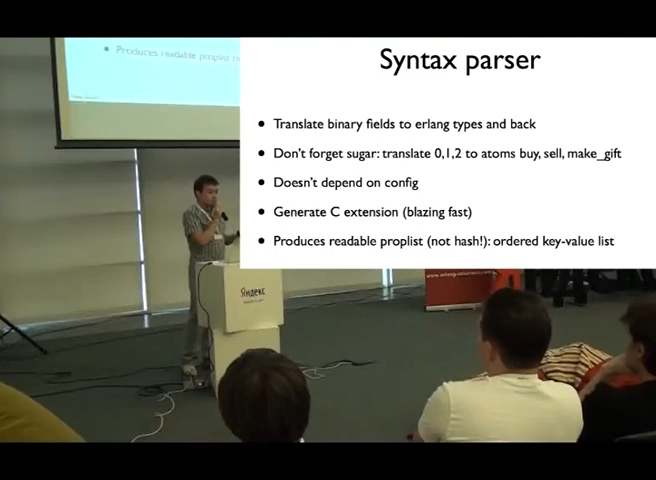 Produces readable proplist
Syntax parser
Translate binary fields to erlang types and back
Don't forget sugar: translate 0,1,2 to atoms buy, sell, make_gift
Doesn't depend on config
Generate C extension (blazing fast)
Produces readable proplist (not hash!): ordered key-value list
Яндекс